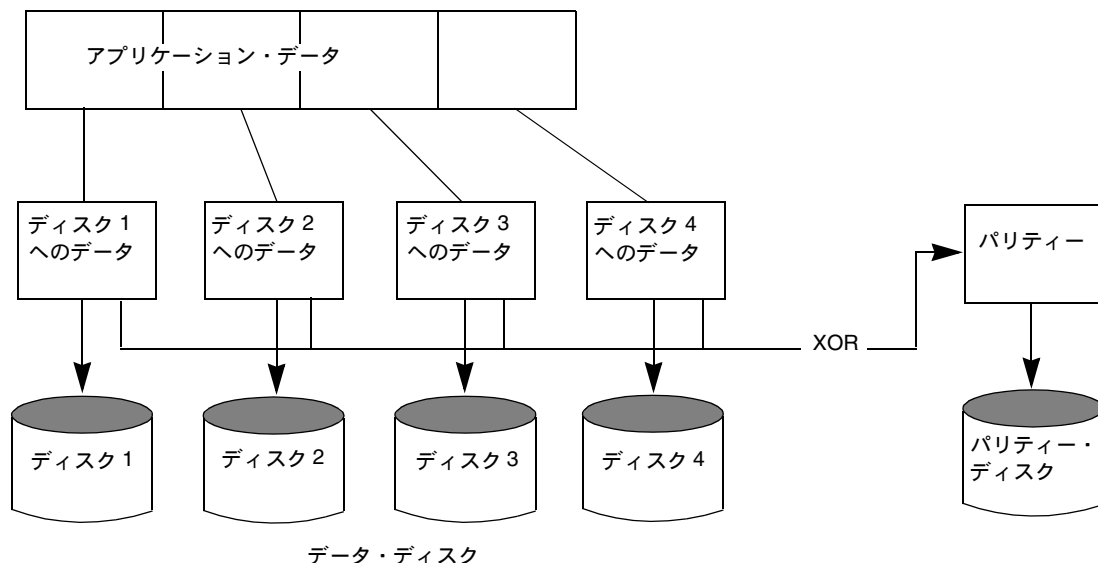 アプリケーション・データ
ディスク 1
へのデータ
ディスク 2
へのデータ
ディスク 3
へのデータ
ディスク 4
へのデータ
パリティー
XOR
ディスク 1
ディスク 2
ディスク 3
ディスク 4
パリティー・
ディスク
データ・ディスク